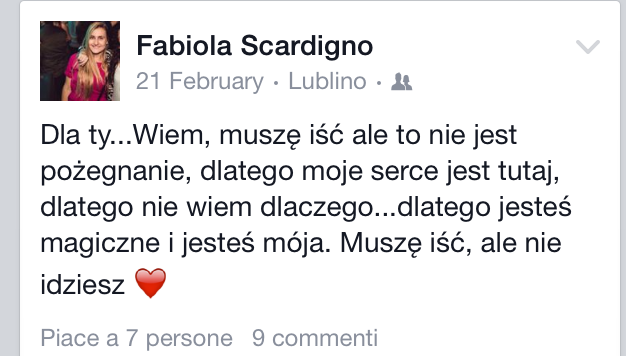 Fabiola Scardigno
21 February · Lublino ·
Dla ty...Wiem, muszę iść ale to nie jest
pożegnanie, dlatego moje serce jest tutaj,
dlatego nie wiem dlaczego...dlatego jesteś
magiczne i jesteś mója. Muszę iść, ale nie
idziesz ❤️
Piace a 7 persone 9 commenti